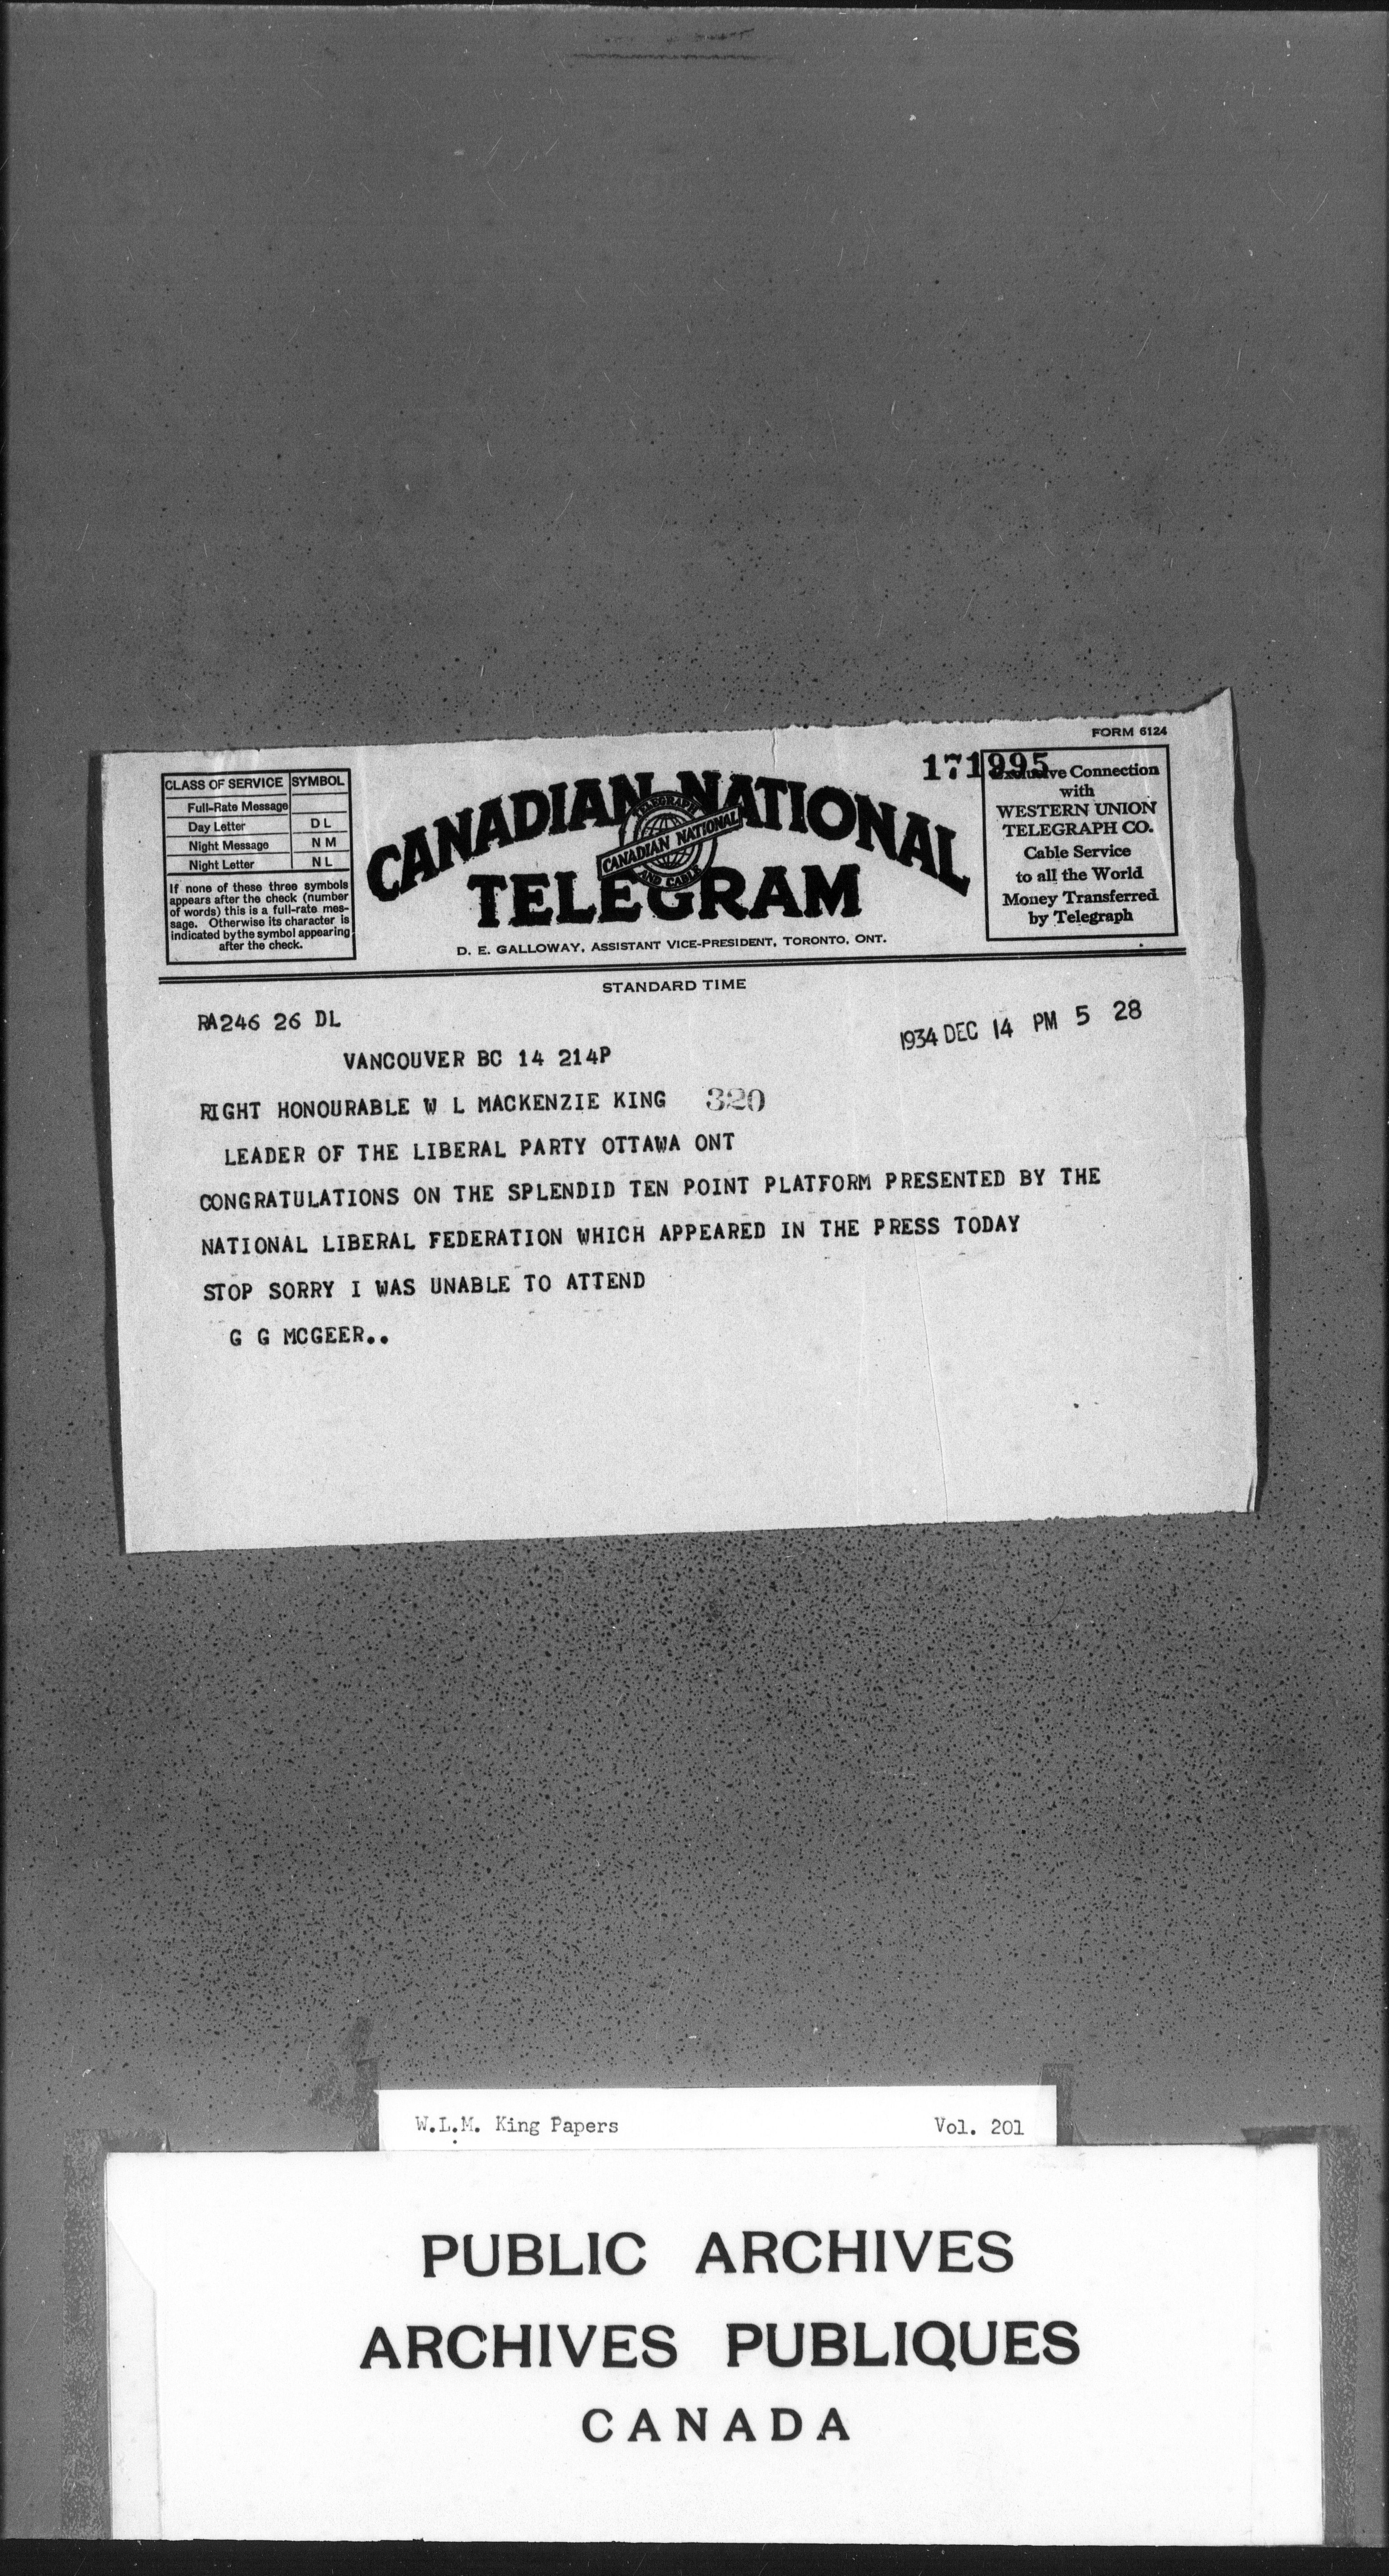 FORM 6124
171995
CLASS OF SERVICE SYMBOL
Full-Rate Message
Day Letter D L
Night Message N M
Night Letter N L
If none of these three symbols
appears after the check (number
of words) this is a full-rate mes-
sage. Otherwise its character is
indicated by the symbol appearing
after the check.
CANADIAN NATIONAL
TELEGRAPH
CANADIAN NATIONAL
AND CABLE
TELEGRAM
D. E. GALLOWAY, ASSISTANT VICE-PRESIDENT, TORONTO, ONT.
Exclusive Connection
with
WESTERN UNION
TELEGRAPH CO.
Cable Service
to all the World
Money Transferred
by Telegraph
STANDARD TIME
RA246 26 DL
1934 DEC 14 PM 5 28
VANCOUVER BC 14 214P
RIGHT HONOURABLE W L MACKENZIE KING 320
LEADER OF THE LIBERAL PARTY OTTAWA ONT
CONGRATULATIONS ON THE SPLENDID TEN POINT PLATFORM PRESENTED BY THE
NATIONAL LIBERAL FEDERATION WHICH APPEARED IN THE PRESS TODAY
STOP SORRY I WAS UNABLE TO ATTEND
G G MCGEER..
W.L.M. King Papers Vol. 201
PUBLIC ARCHIVES
ARCHIVES PUBLIQUES
CANADA